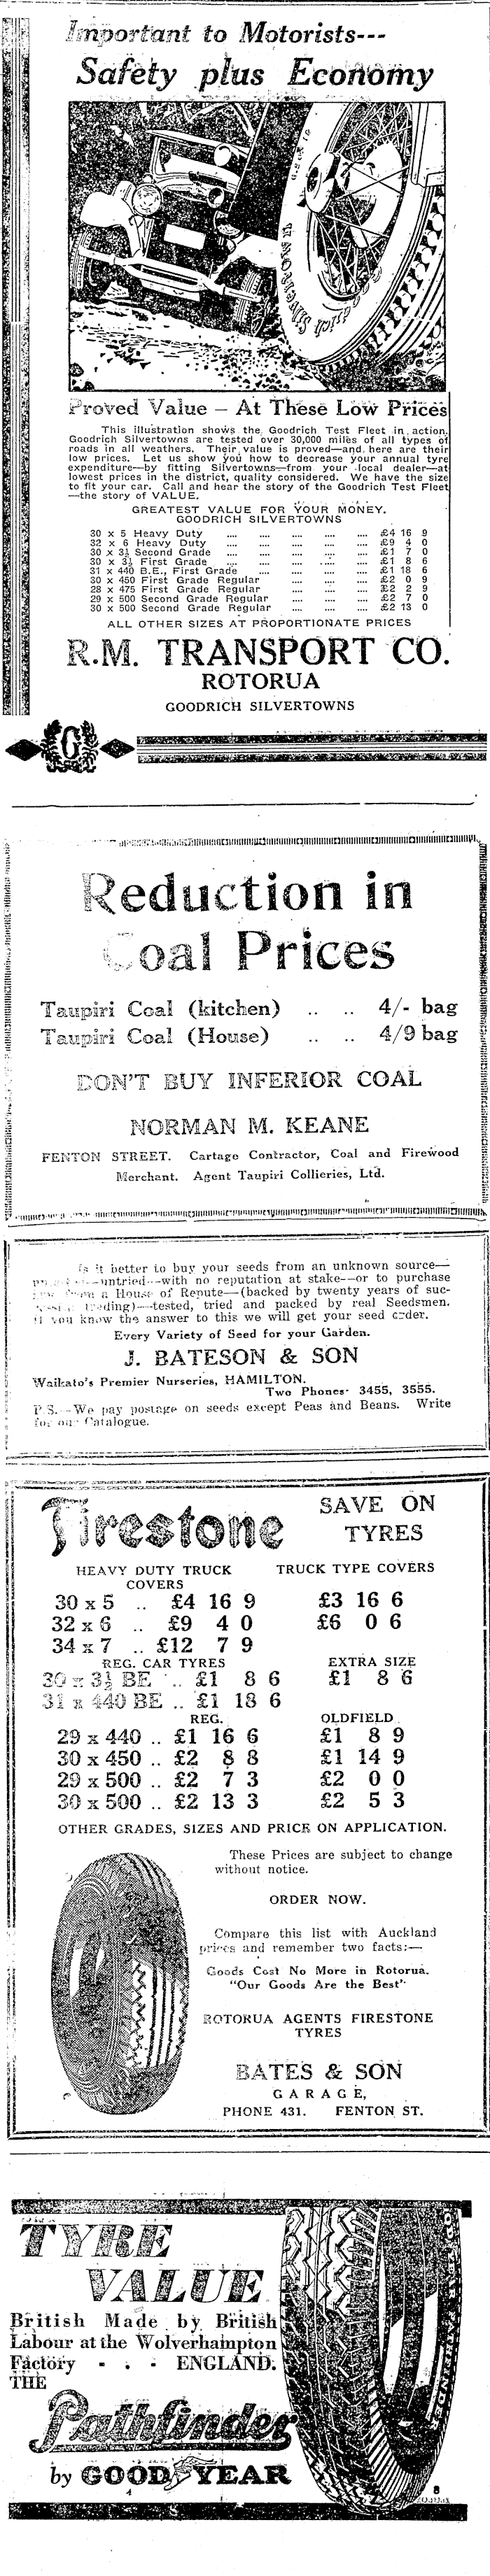 Important to Motorists---
Safety plus Economy
Goodrich Silvertown
Proved Value – At These Low Prices
This illustration shows the Goodrich Test Fleet in action.
Goodrich Silvertowns are tested over 30,000 miles of all types of
roads in all weathers. Their value is proved—and here are their
low prices. Let us show you how to decrease your annual tyre
expenditure—by fitting Silvertowns—from your local dealer—at
lowest prices in the district, quality considered. We have the size
to fit your car. Call and hear the story of the Goodrich Test Fleet
—the story of VALUE.
GREATEST VALUE FOR YOUR MONEY.
GOODRICH SILVERTOWNS
30 x 5 Heavy Duty .... .... .... .... .... £4 16 9
32 x 6 Heavy Duty .... .... .... .... .... £9 4 0
30 x 3½ Second Grade .... .... .... .... £1 7 0
30 x 3½ First Grade .... .... .... .... £1 8 6
31 x 440 B.E., First Grade .... .... .... .... £1 18 6
30 x 450 First Grade Regular .... .... .... £2 0 9
28 x 475 First Grade Regular .... .... .... £2 2 9
29 x 500 Second Grade Regular .... .... .... £2 7 0
30 x 500 Second Grade Regular .... .... .... £2 13 0
ALL OTHER SIZES AT PROPORTIONATE PRICES
R.M. TRANSPORT CO.
ROTORUA
GOODRICH SILVERTOWNS
G
Reduction in
Coal Prices
Taupiri Coal (kitchen) .. .. 4/- bag
Taupiri Coal (House) .. .. 4/9 bag
DON'T BUY INFERIOR COAL
NORMAN M. KEANE
FENTON STREET. Cartage Contractor, Coal and Firewood
Merchant. Agent Taupiri Collieries, Ltd.
Is it better to buy your seeds from an unknown source—
—untried—with no reputation at stake—or to purchase
from a House of Repute—(backed by twenty years of suc-
trading)—tested, tried and packed by real Seedsmen.
If you know the answer to this we will get your seed order.
Every Variety of Seed for your Garden.
J. BATESON & SON
Waikato's Premier Nurseries, HAMILTON.
Two Phones· 3455, 3555.
P.S.—We pay postage on seeds except Peas and Beans. Write
for our Catalogue.
Firestone
SAVE ON
TYRES
HEAVY DUTY TRUCK COVERS TRUCK TYPE COVERS
30 x 5 .. £4 16 9 £3 16 6
32 x 6 .. £9 4 0 £6 0 6
34 x 7 .. £12 7 9
REG. CAR TYRES EXTRA SIZE
30 x 3½ BE .. £1 8 6 £1 8 6
31 x 440 BE .. £1 18 6
REG. OLDFIELD
29 x 440 .. £1 16 6 £1 8 9
30 x 450 .. £2 8 8 £1 14 9
29 x 500 .. £2 7 3 £2 0 0
30 x 500 .. £2 13 3 £2 5 3
OTHER GRADES, SIZES AND PRICE ON APPLICATION.
These Prices are subject to change
without notice.
ORDER NOW.
Compare this list with Auckland
prices and remember two facts:—
Goods Cost No More in Rotorua.
"Our Goods Are the Best"
ROTORUA AGENTS FIRESTONE
TYRES
BATES & SON
GARAGE,
PHONE 431. FENTON ST.
TYRE
VALUE
British Made by British
Labour at the Wolverhampton
Factory - . - ENGLAND.
THE
Pathfinder
by GOODYEAR